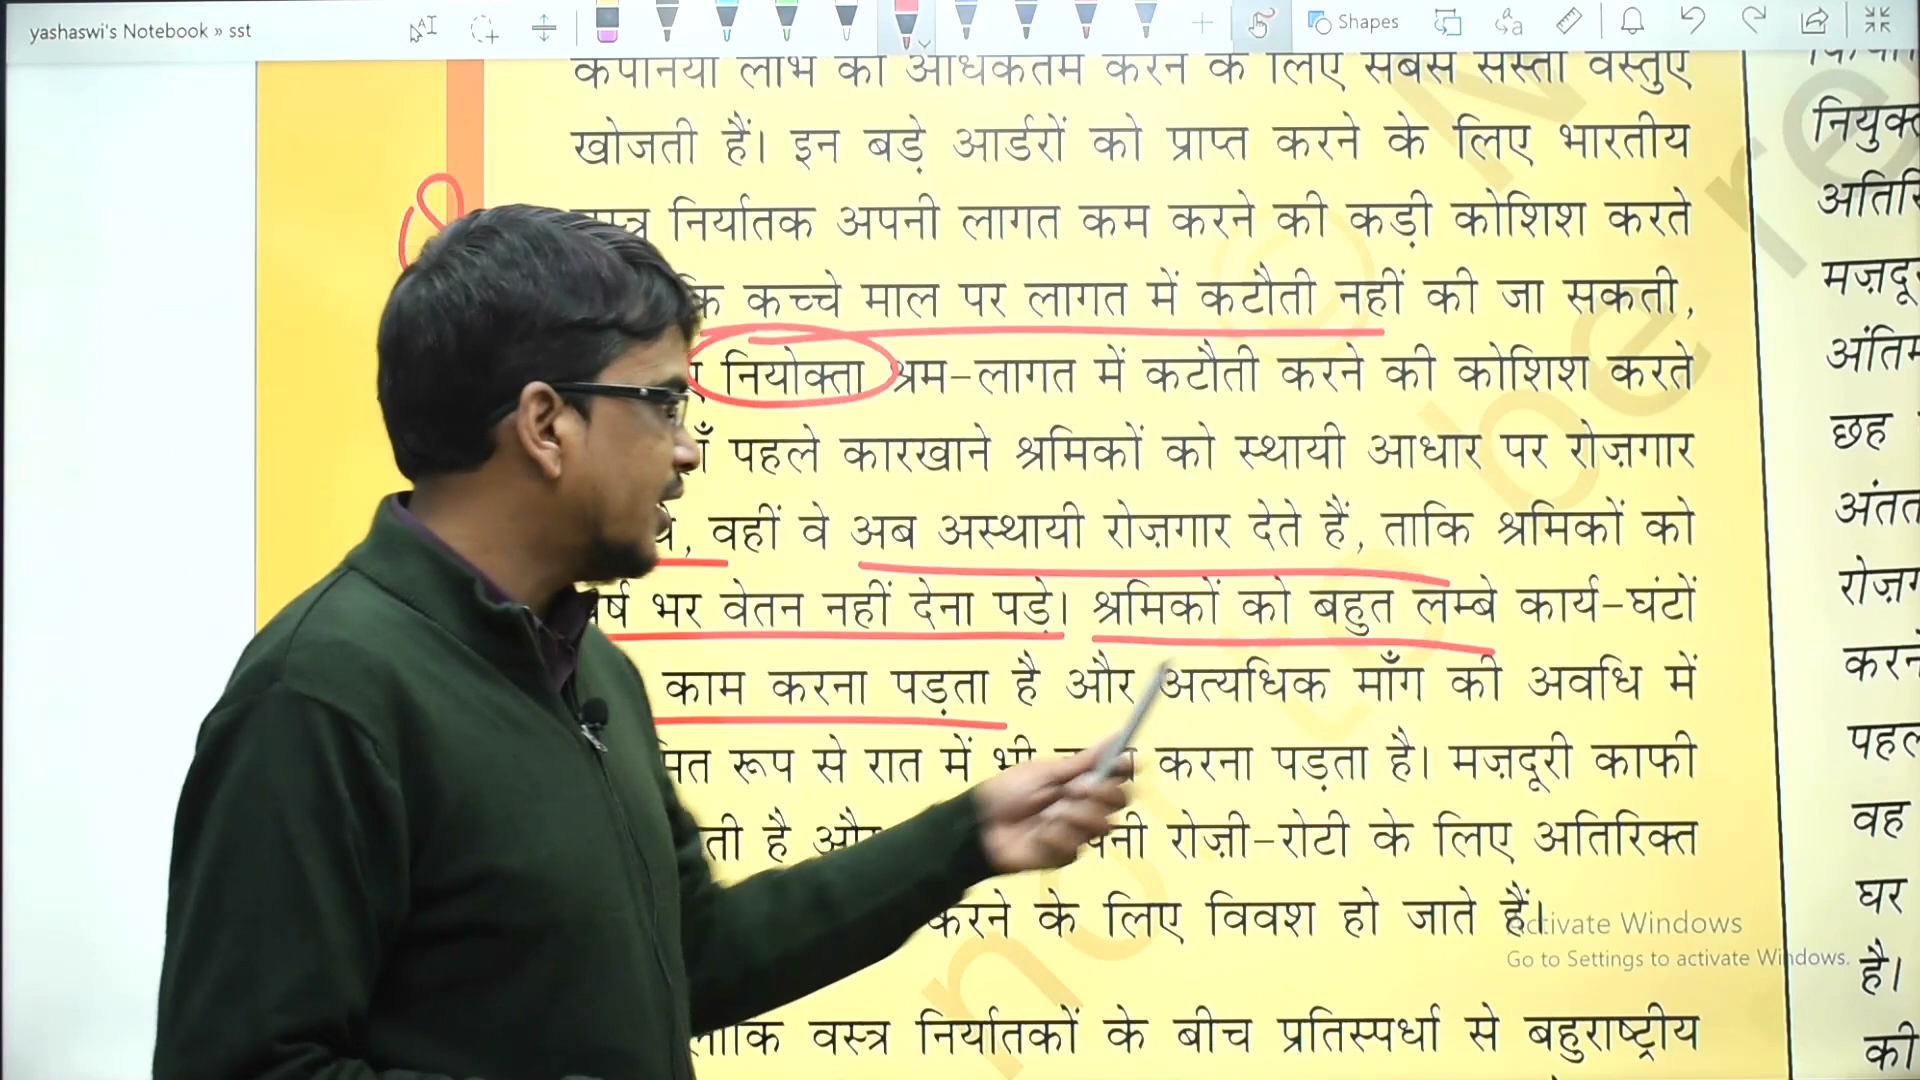 yashaswi's Notebook » sst
Shapes
कंपनियाँ लाभ को अधिकतम करने के लिए सबसे सस्ती वस्तुएँ
खोजती हैं। इन बड़े आर्डरों को प्राप्त करने के लिए भारतीय
निर्यातक अपनी लागत कम करने की कड़ी कोशिश करते
कच्चे माल पर लागत में कटौती नहीं की जा सकती,
नियोक्ता श्रम-लागत में कटौती करने की कोशिश करते
पहले कारखाने श्रमिकों को स्थायी आधार पर रोज़गार
वहीं वे अब अस्थायी रोज़गार देते हैं, ताकि श्रमिकों को
भर वेतन नहीं देना पड़े। श्रमिकों को बहुत लम्बे कार्य-घंटों
काम करना पड़ता है और अत्यधिक माँग की अवधि में
रूप से रात में भी करना पड़ता है। मज़दूरी काफी
है और रोज़ी-रोटी के लिए अतिरिक्त
करने के लिए विवश हो जाते हैं।
वस्त्र निर्यातकों के बीच प्रतिस्पर्धा से बहुराष्ट्रीय
छह
पहल
वह
घर
है।
की
Activate Windows
Go to Settings to activate Windows.